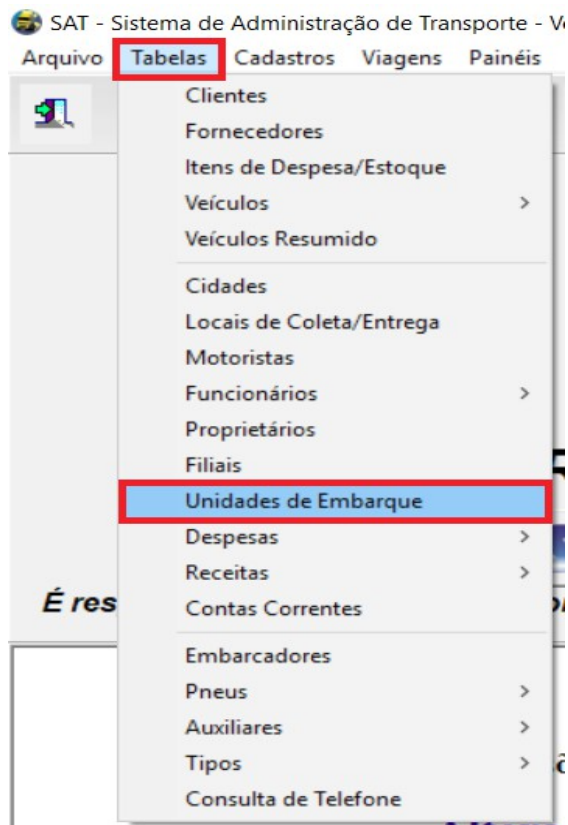 SAT - Sistema de Administração de Transporte - Ve
Arquivo Tabelas Cadastros Viagens Painéis
Clientes
Fornecedores
Itens de Despesa/Estoque
Veículos >
Veículos Resumido
Cidades
Locais de Coleta/Entrega
Motoristas
Funcionários >
Proprietários
Filiais
Unidades de Embarque
Despesas >
Receitas >
É res
Contas Correntes
Embarcadores
Pneus >
Auxiliares >
Tipos >
Consulta de Telefone